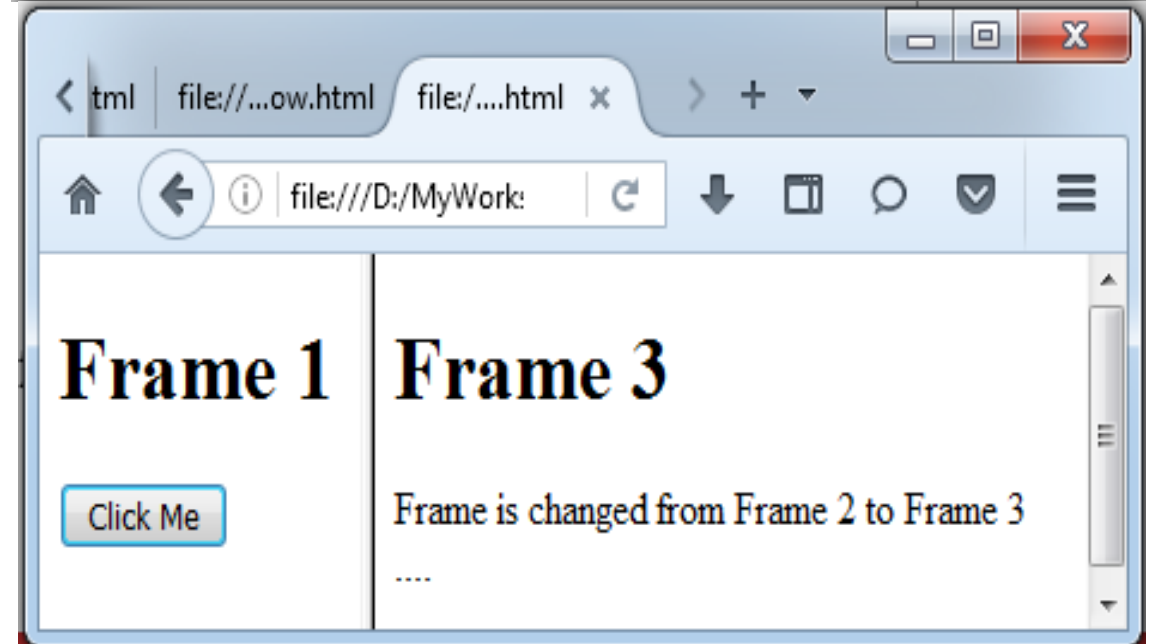 tml file://...ow.html file:/....html
file:///D:/MyWork
Frame 1
Click Me
Frame 3
Frame is changed from Frame 2 to Frame 3
....